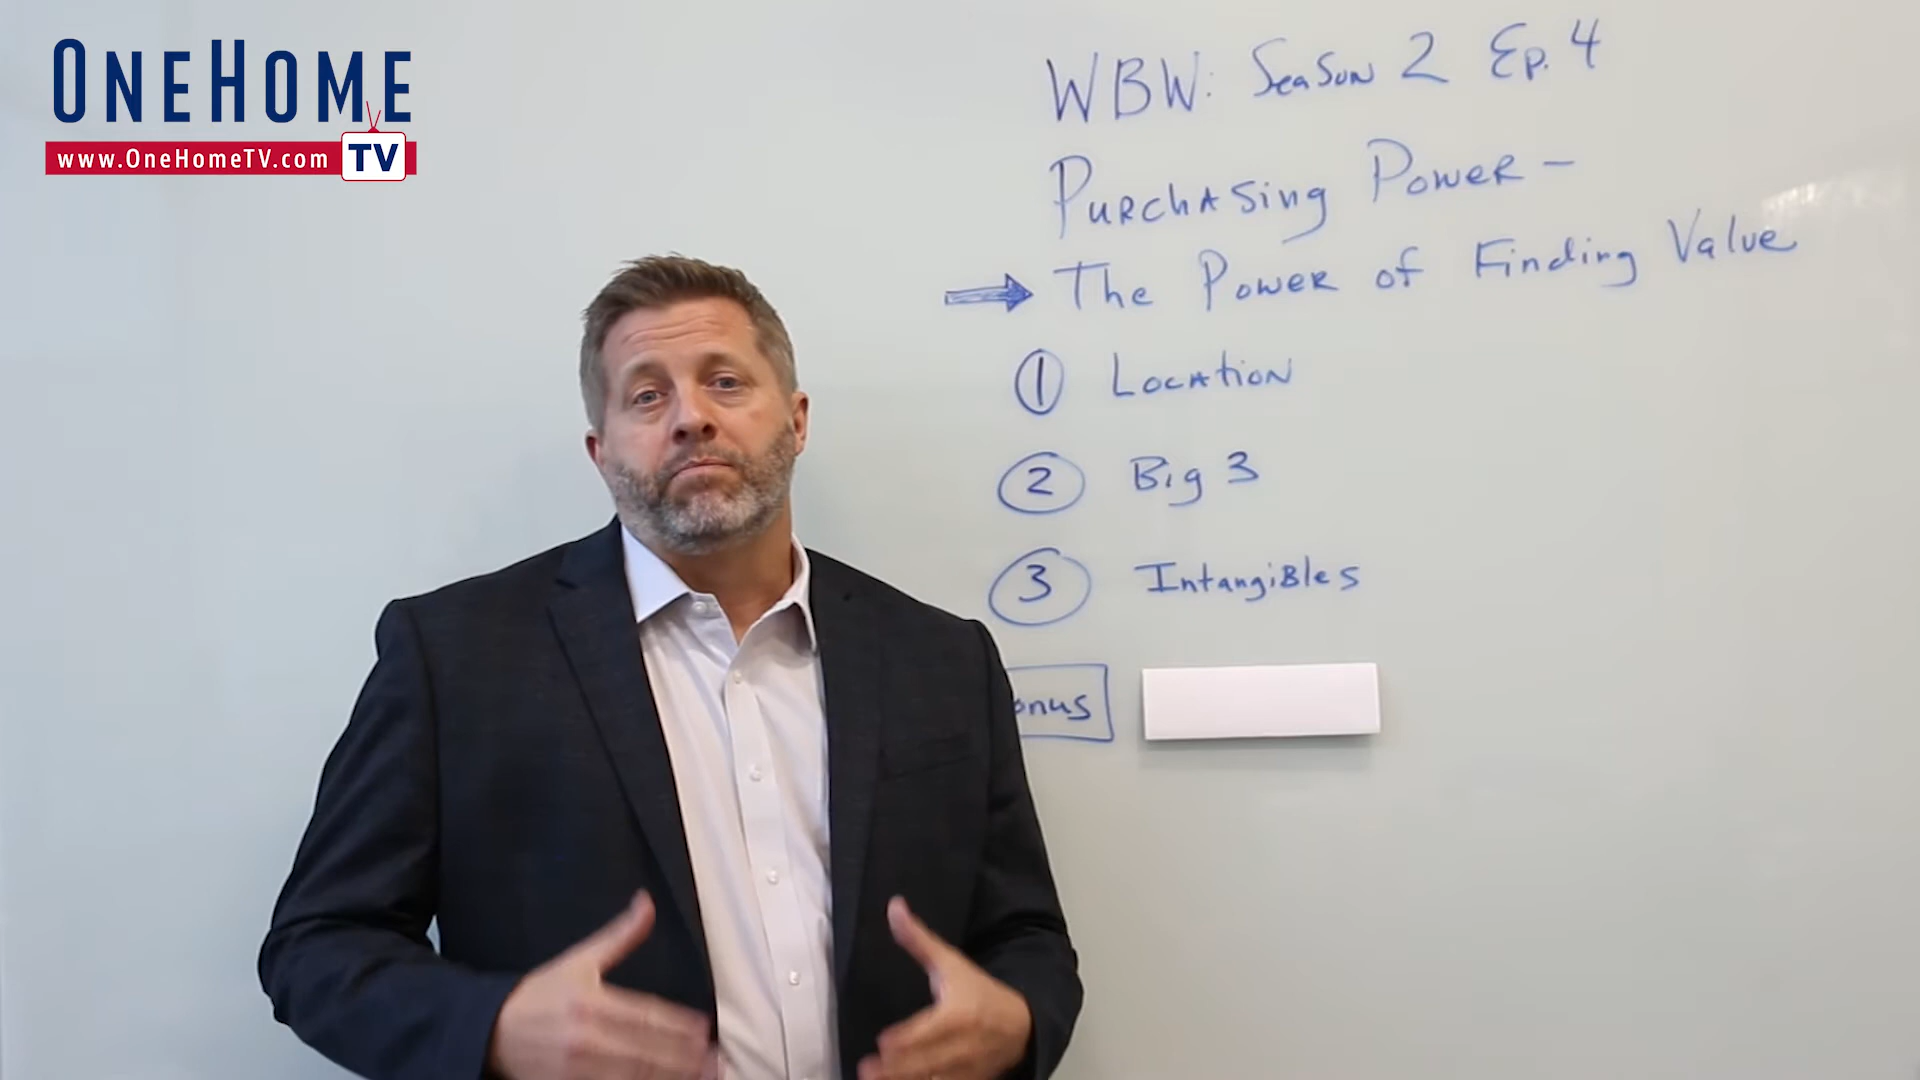 ONEHOME
www.OneHomeTV.com TV
WBW: Season 2 Ep. 4
Purchasing Power –
The Power of Finding Value
1 Location
2 Big 3
3 Intangibles
onus